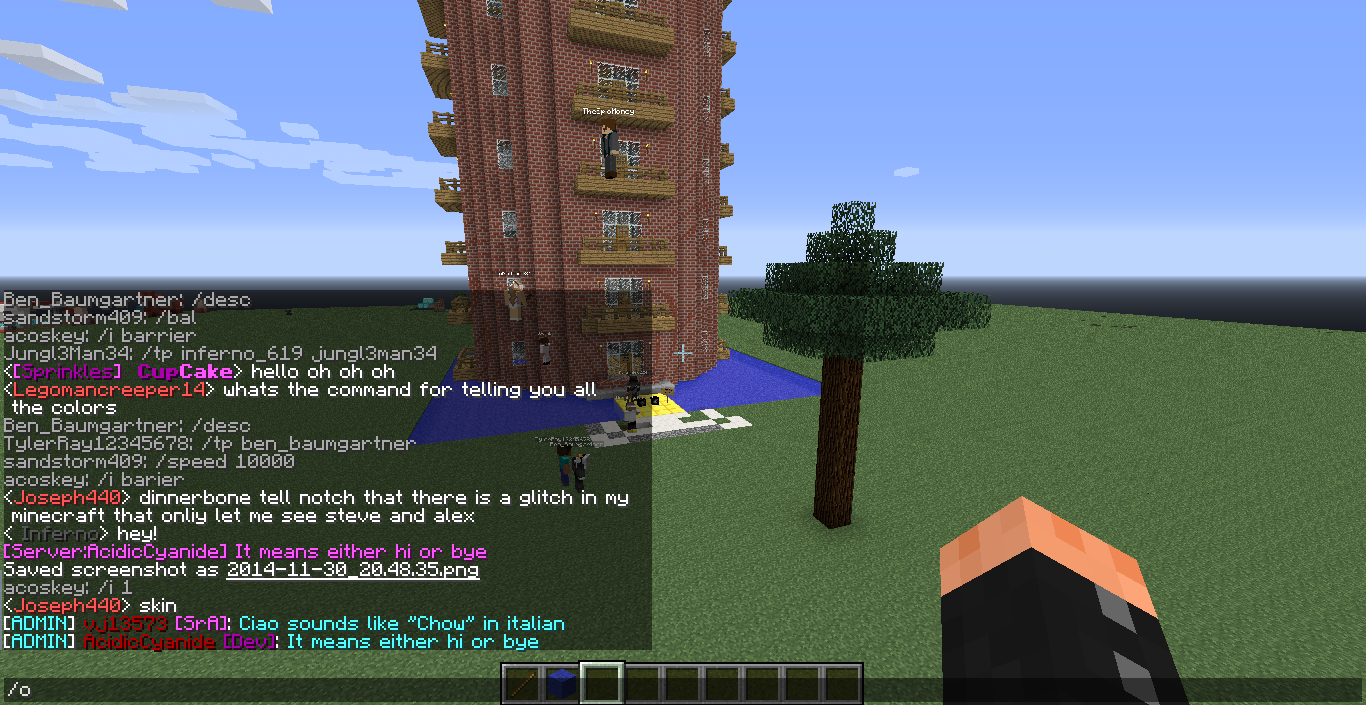 TheEpicMoney
Ben_Baumgartner: /desc
sandstorm409: /bal
acoskey: /i barrier
Jungl3Man34: /tp inferno_619 jungl3man34
<[Sprinkles] CupCake> hello oh oh oh
<Legomancreeper14> whats the command for telling you all
the colors
Ben_Baumgartner: /desc
TylerRay12345678: /tp ben_baumgartner
sandstorm409: /speed 10000
acoskey: /i barier
<Joseph440> dinnerbone tell notch that there is a glitch in my
minecraft that onliy let me see steve and alex
< Inferno> hey!
[Server:AcidicCyanide] It means either hi or bye
Saved screenshot as 2014-11-30_20.48.35.png
acoskey: /i 1
<Joseph440> skin
[ADMIN] vj13573 [SrA]: Ciao sounds like "Chow" in italian
[ADMIN] AcidicCyanide [Dev]: It means either hi or bye
/o